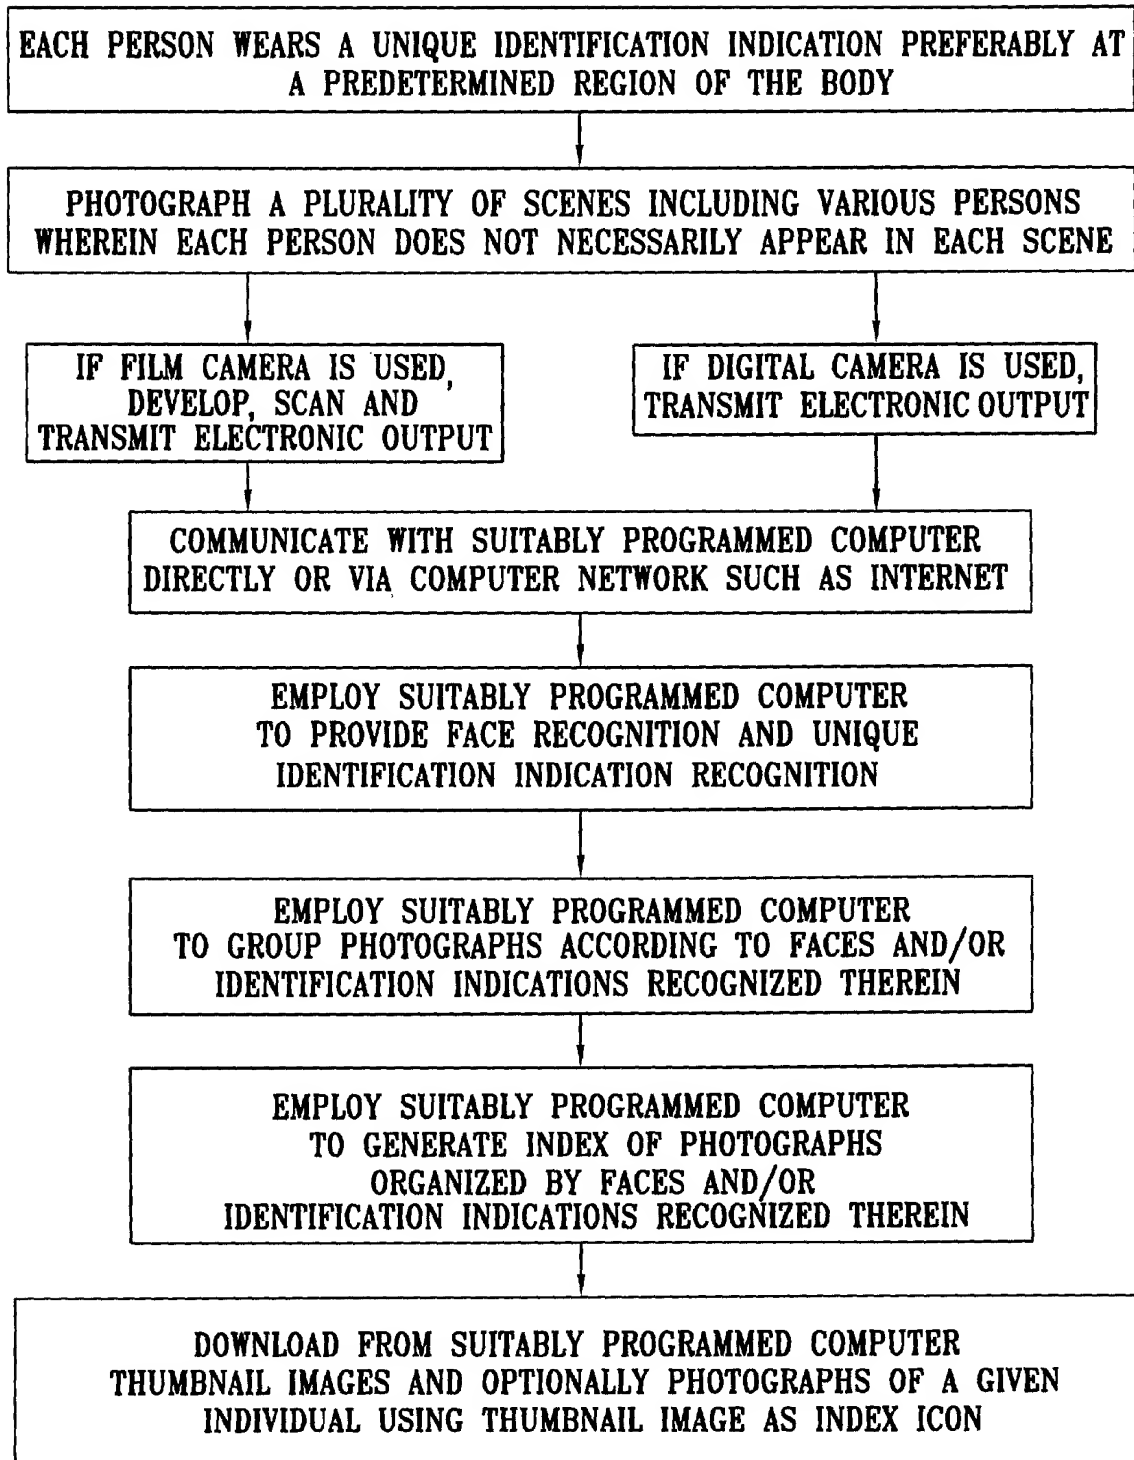 EACH PERSON WEARS A UNIQUE IDENTIFICATION INDICATION PREFERABLY AT
A PREDETERMINED REGION OF THE BODY
PHOTOGRAPH A PLURALITY OF SCENES INCLUDING VARIOUS PERSONS
WHEREIN EACH PERSON DOES NOT NECESSARILY APPEAR IN EACH SCENE
IF FILM CAMERA IS USED,
DEVELOP, SCAN AND
TRANSMIT ELECTRONIC OUTPUT
IF DIGITAL CAMERA IS USED,
TRANSMIT ELECTRONIC OUTPUT
COMMUNICATE WITH SUITABLY PROGRAMMED COMPUTER
DIRECTLY OR VIA COMPUTER NETWORK SUCH AS INTERNET
EMPLOY SUITABLY PROGRAMMED COMPUTER
TO PROVIDE FACE RECOGNITION AND UNIQUE
IDENTIFICATION INDICATION RECOGNITION
EMPLOY SUITABLY PROGRAMMED COMPUTER
TO GROUP PHOTOGRAPHS ACCORDING TO FACES AND/OR
IDENTIFICATION INDICATIONS RECOGNIZED THEREIN
EMPLOY SUITABLY PROGRAMMED COMPUTER
TO GENERATE INDEX OF PHOTOGRAPHS
ORGANIZED BY FACES AND/OR
IDENTIFICATION INDICATIONS RECOGNIZED THEREIN
DOWNLOAD FROM SUITABLY PROGRAMMED COMPUTER
THUMBNAIL IMAGES AND OPTIONALLY PHOTOGRAPHS OF A GIVEN
INDIVIDUAL USING THUMBNAIL IMAGE AS INDEX ICON